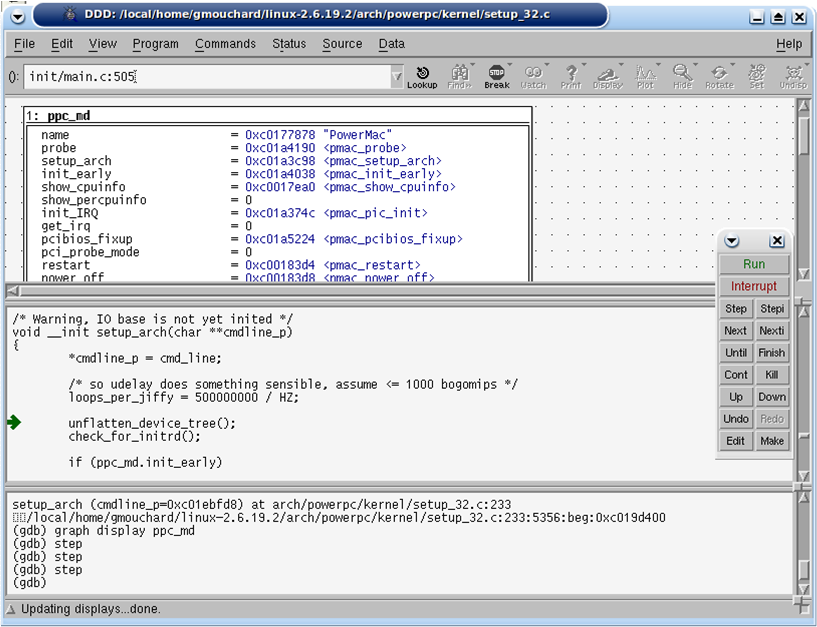 DDD: /local/home/gmouchard/linux-2.6.19.2/arch/powerpc/kernel/setup_32.c
File Edit View Program Commands Status Source Data Help
(): init/main.c:505
Lookup Find» Break Watch Print Display Plot Hide Rotate Set Undisp
1: ppc_md
name = 0xc0177878 "PowerMac"
probe = 0xc01a4190 <pmac_probe>
setup_arch = 0xc01a3c98 <pmac_setup_arch>
init_early = 0xc01a4038 <pmac_init_early>
show_cpuinfo = 0xc0017ea0 <pmac_show_cpuinfo>
show_percpuinfo = 0
init_IRQ = 0xc01a374c <pmac_pic_init>
get_irq = 0
pcibios_fixup = 0xc01a5224 <pmac_pcibios_fixup>
pci_probe_mode = 0
restart = 0xc00183d4 <pmac_restart>
power_off = 0xc00183d8 <pmac_power_off>
Run
Interrupt
Step Stepi
Next Nexti
Until Finish
Cont Kill
Up Down
Undo Redo
Edit Make
/* Warning, IO base is not yet inited */
void __init setup_arch(char **cmdline_p)
{
*cmdline_p = cmd_line;
/* so udelay does something sensible, assume <= 1000 bogomips */
loops_per_jiffy = 500000000 / HZ;
unflatten_device_tree();
check_for_initrd();
if (ppc_md.init_early)
setup_arch (cmdline_p=0xc01ebfd8) at arch/powerpc/kernel/setup_32.c:233
/local/home/gmouchard/linux-2.6.19.2/arch/powerpc/kernel/setup_32.c:233:5356:beg:0xc019d400
(gdb) graph display ppc_md
(gdb) step
(gdb) step
(gdb) step
(gdb)
Updating displays...done.